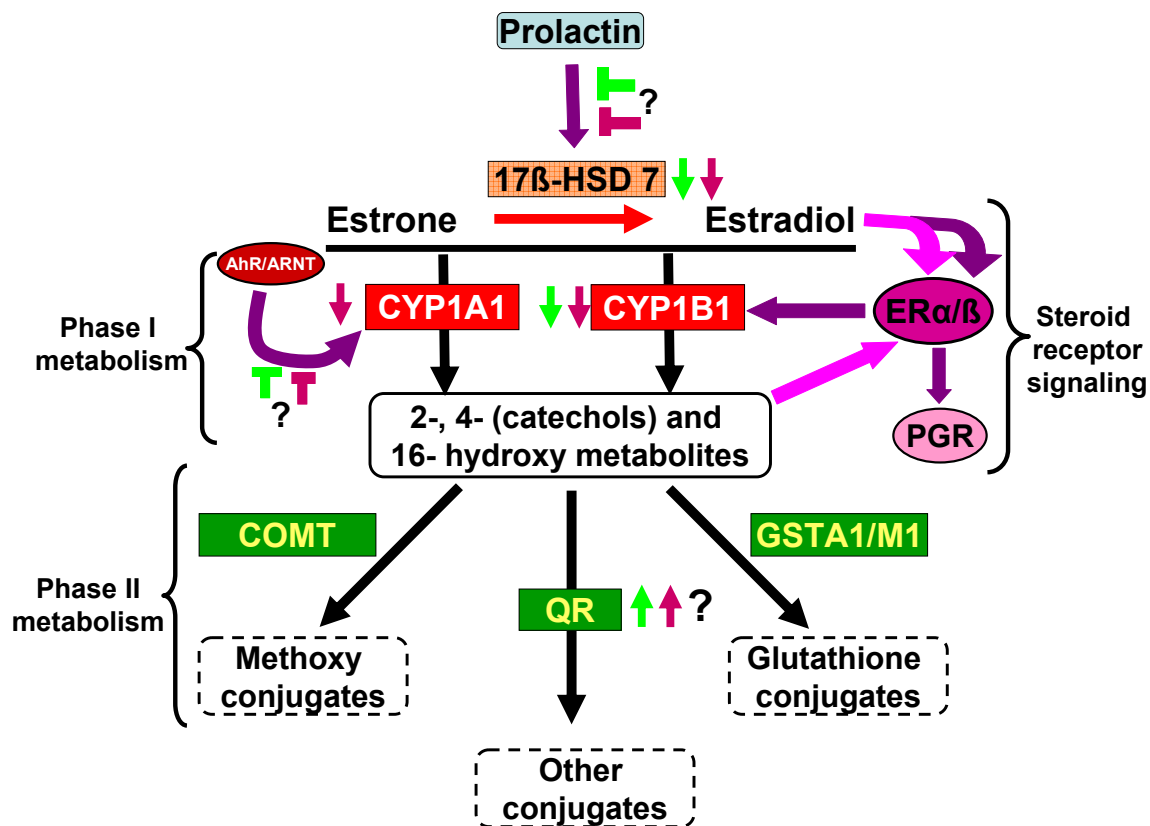 Prolactin
?
17ß-HSD 7
Estrone
Estradiol
AhR/ARNT
Phase I
metabolism
CYP1A1
CYP1B1
ERα/ß
Steroid
receptor
signaling
?
2-, 4- (catechols) and
16- hydroxy metabolites
PGR
COMT
GSTA1/M1
Phase II
metabolism
QR
?
Methoxy
conjugates
Glutathione
conjugates
Other
conjugates